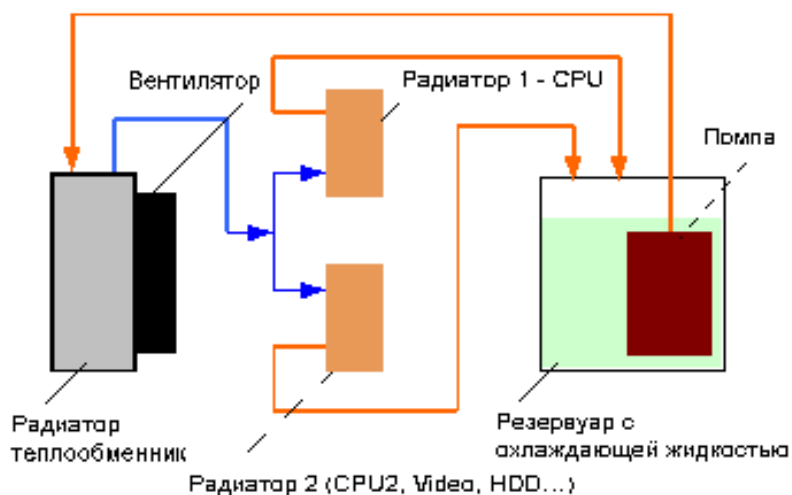 Вентилятор
Радиатор 1 - CPU
Помпа
Радиатор
теплообменник
Резервуар с
охлаждающей жидкостью
Радиатор 2 (CPU2, Video, HDD...)